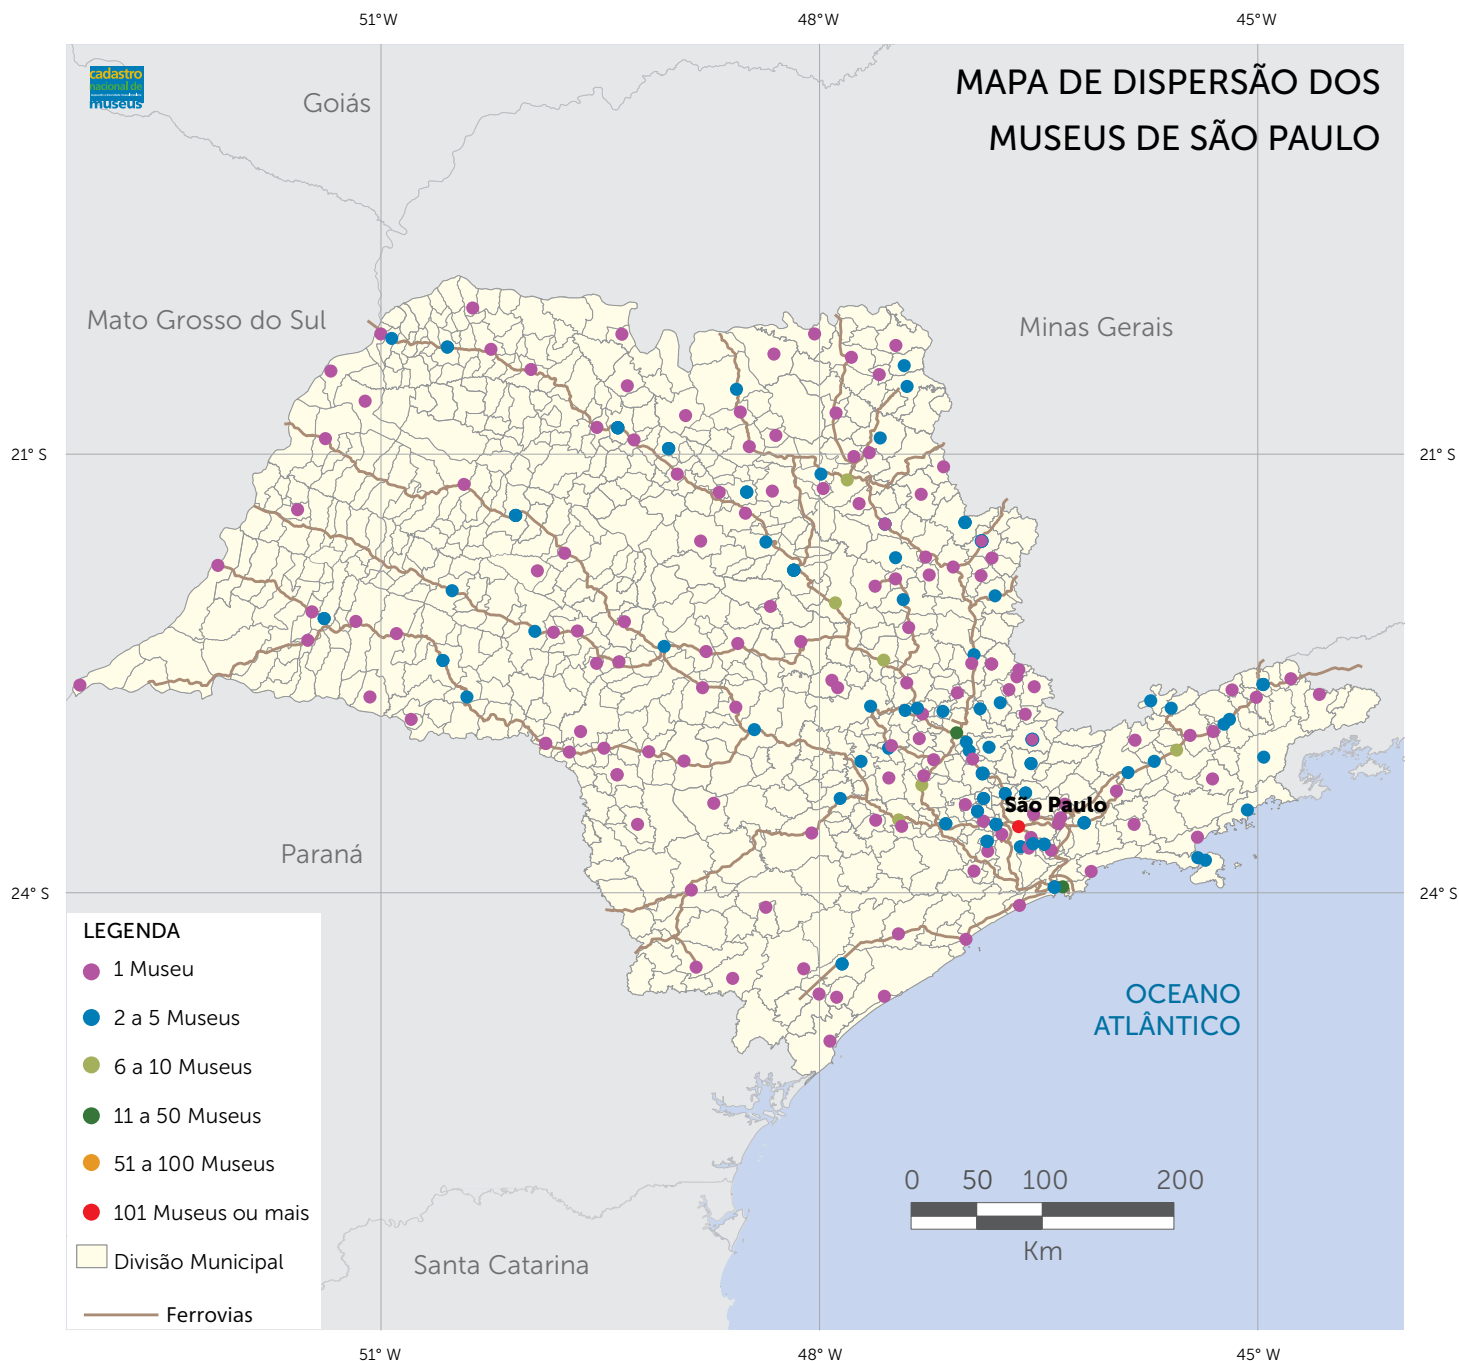 51° W
48° W
45° W
cadastro
nacional de
museus
Goiás
MAPA DE DISPERSÃO DOS
MUSEUS DE SÃO PAULO
Mato Grosso do Sul
Minas Gerais
21° S
21° S
São Paulo
Paraná
24° S
24° S
LEGENDA
1 Museu
2 a 5 Museus
6 a 10 Museus
11 a 50 Museus
51 a 100 Museus
101 Museus ou mais
Divisão Municipal
Ferrovias
OCEANO
ATLÂNTICO
0 50 100 200
Km
Santa Catarina
51° W
48° W
45° W